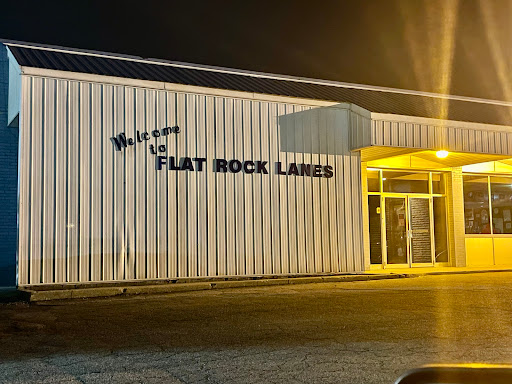 Welcome
to
FLAT ROCK LANES